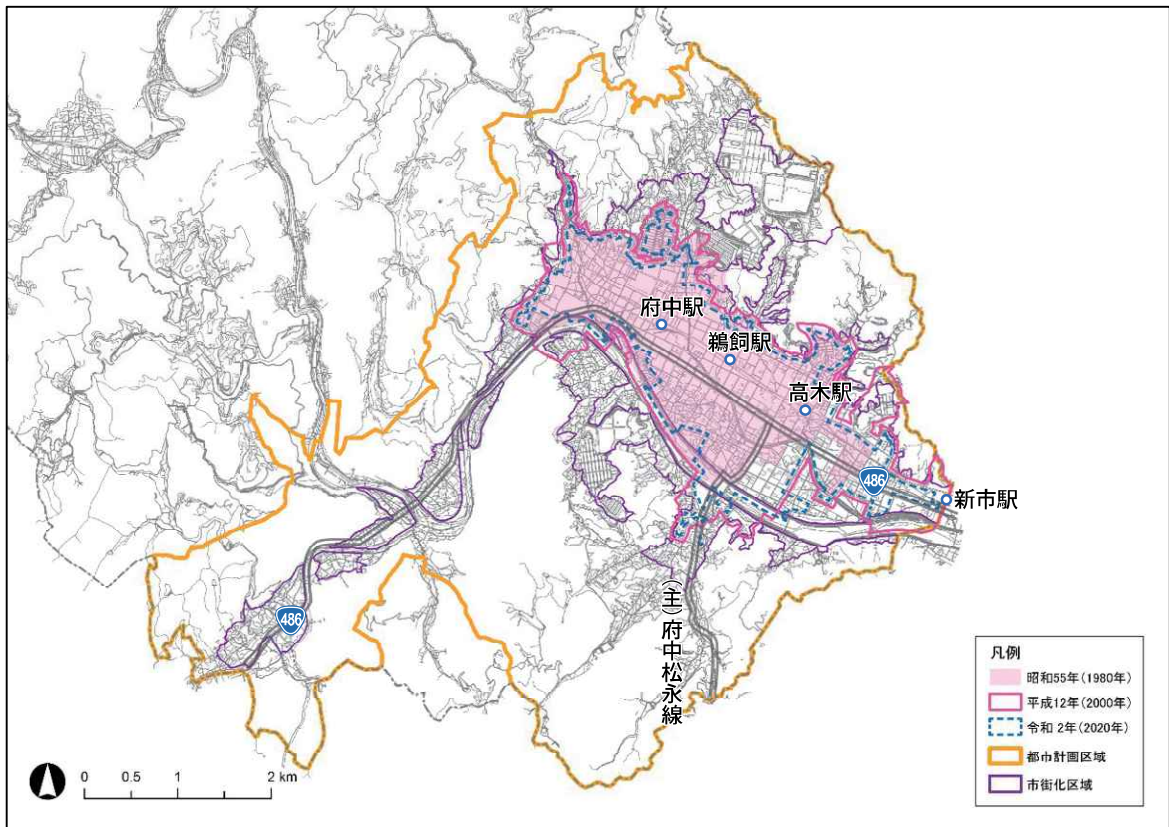 府中駅
鵜飼駅
高木駅
486
新市駅
486
(主)府中松永線
凡例
昭和55年(1980年)
平成12年(2000年)
令和 2年(2020年)
都市計画区域
市街化区域
0 0.5 1 2 km